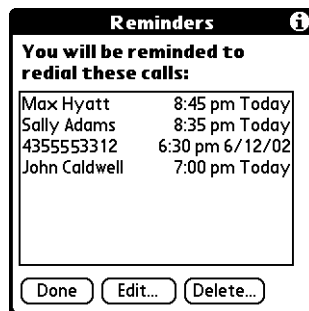 Reminders
You will be reminded to
redial these calls:
Max Hyatt 8:45 pm Today
Sally Adams 8:35 pm Today
4355553312 6:30 pm 6/12/02
John Caldwell 7:00 pm Today
Done Edit... Delete...